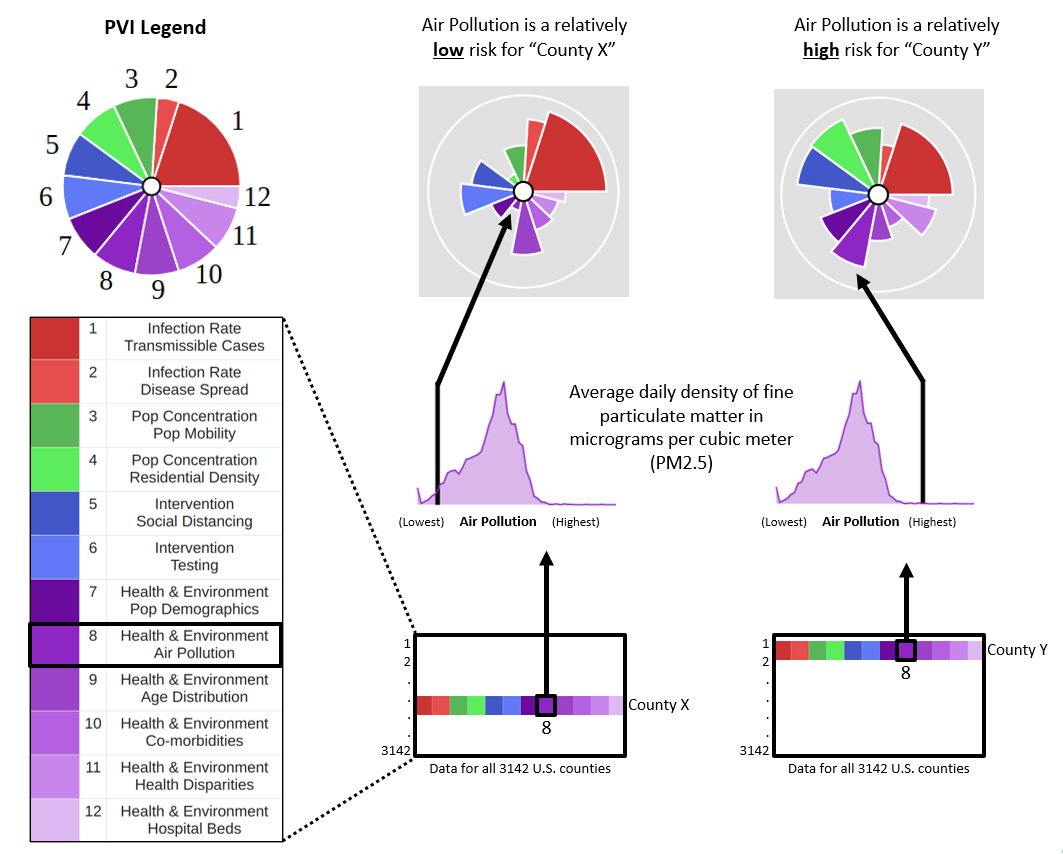 PVI Legend
Air Pollution is a relatively
low risk for “County X”
Air Pollution is a relatively
high risk for “County Y”
1
2
3
4
5
6
7
8
9
10
11
12
1 Infection Rate
Transmissible Cases
2 Infection Rate
Disease Spread
3 Pop Concentration
Pop Mobility
4 Pop Concentration
Residential Density
5 Intervention
Social Distancing
6 Intervention
Testing
7 Health & Environment
Pop Demographics
8 Health & Environment
Air Pollution
9 Health & Environment
Age Distribution
10 Health & Environment
Co-morbidities
11 Health & Environment
Health Disparities
12 Health & Environment
Hospital Beds
Average daily density of fine
particulate matter in
micrograms per cubic meter
(PM2.5)
(Lowest) Air Pollution (Highest)
(Lowest) Air Pollution (Highest)
1
2
.
.
.
.
3142
8
County X
Data for all 3142 U.S. counties
1
2
.
.
.
.
3142
8
County Y
Data for all 3142 U.S. counties